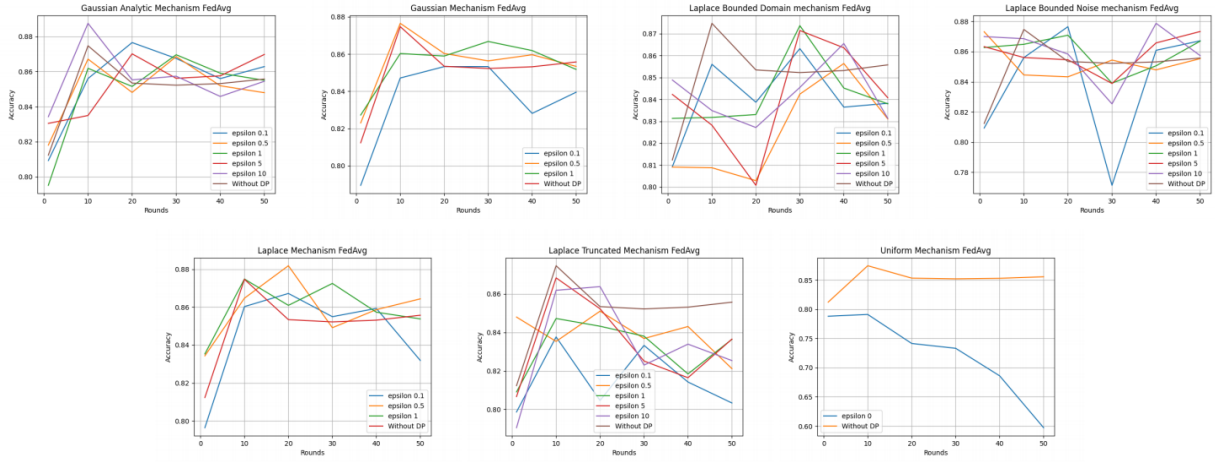 Gaussian Analytic Mechanism FedAvg
0.88
0.86
0.84
0.82
0.80
Accuracy
epsilon 0.1
epsilon 0.5
epsilon 1
epsilon 5
epsilon 10
Without DP
0 10 20 30 40 50
Rounds
Gaussian Mechanism FedAvg
0.88
0.86
0.84
0.82
0.80
Accuracy
epsilon 0.1
epsilon 0.5
epsilon 1
Without DP
0 10 20 30 40 50
Rounds
Laplace Bounded Domain mechanism FedAvg
0.87
0.86
0.85
0.84
0.83
0.82
0.81
0.80
Accuracy
epsilon 0.1
epsilon 0.5
epsilon 1
epsilon 5
epsilon 10
Without DP
0 10 20 30 40 50
Rounds
Laplace Bounded Noise mechanism FedAvg
0.88
0.86
0.84
0.82
0.80
0.78
Accuracy
epsilon 0.1
epsilon 0.5
epsilon 1
epsilon 5
epsilon 10
Without DP
0 10 20 30 40 50
Rounds
Laplace Mechanism FedAvg
0.88
0.86
0.84
0.82
0.80
Accuracy
epsilon 0.1
epsilon 0.5
epsilon 1
Without DP
0 10 20 30 40 50
Rounds
Laplace Truncated Mechanism FedAvg
0.86
0.84
0.82
0.80
Accuracy
epsilon 0.1
epsilon 0.5
epsilon 1
epsilon 5
epsilon 10
Without DP
0 10 20 30 40 50
Rounds
Uniform Mechanism FedAvg
0.85
0.80
0.75
0.70
0.65
0.60
Accuracy
epsilon 0
Without DP
0 10 20 30 40 50
Rounds